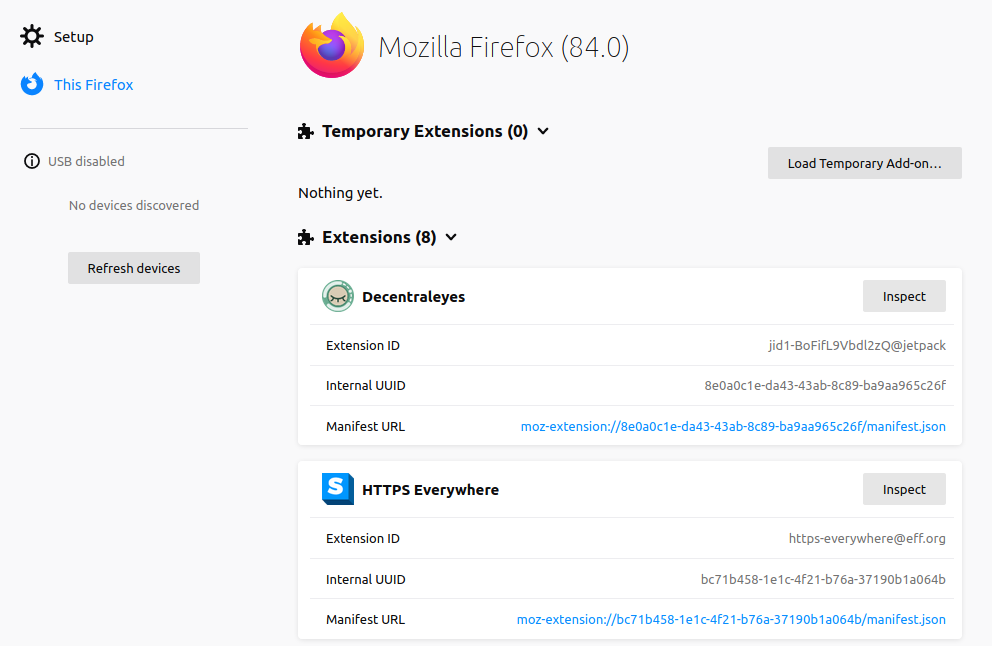 Setup
This Firefox
USB disabled
No devices discovered
Refresh devices
Mozilla Firefox (84.0)
Temporary Extensions (0)
Load Temporary Add-on...
Nothing yet.
Extensions (8)
Decentraleyes
Inspect
Extension ID jid1-BoFifL9Vbdl2zQ@jetpack
Internal UUID 8e0a0c1e-da43-43ab-8c89-ba9aa965c26f
Manifest URL moz-extension://8e0a0c1e-da43-43ab-8c89-ba9aa965c26f/manifest.json
S HTTPS Everywhere
Inspect
Extension ID https-everywhere@eff.org
Internal UUID bc71b458-1e1c-4f21-b76a-37190b1a064b
Manifest URL moz-extension://bc71b458-1e1c-4f21-b76a-37190b1a064b/manifest.json